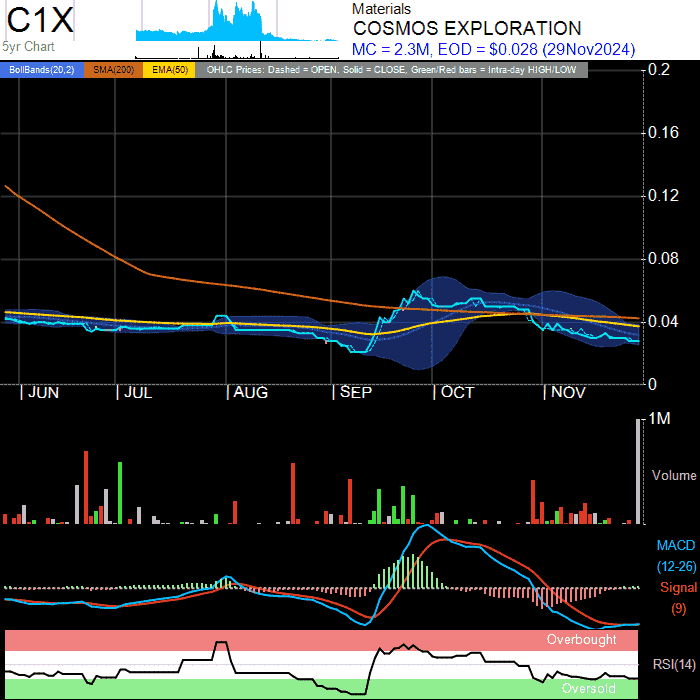 C1X
5yr Chart
Materials
COSMOS EXPLORATION
MC = 2.3M, EOD = $0.028 (29Nov2024)
BollBands(20,2) SMA(200) EMA(50) OHLC Prices: Dashed = OPEN, Solid = CLOSE, Green/Red bars = Intra-day HIGH/LOW
0.2
0.16
0.12
0.08
0.04
0
| JUN | JUL | AUG | SEP | OCT | NOV
1M
Volume
MACD
(12-26)
Signal
(9)
Overbought
RSI(14)
Oversold